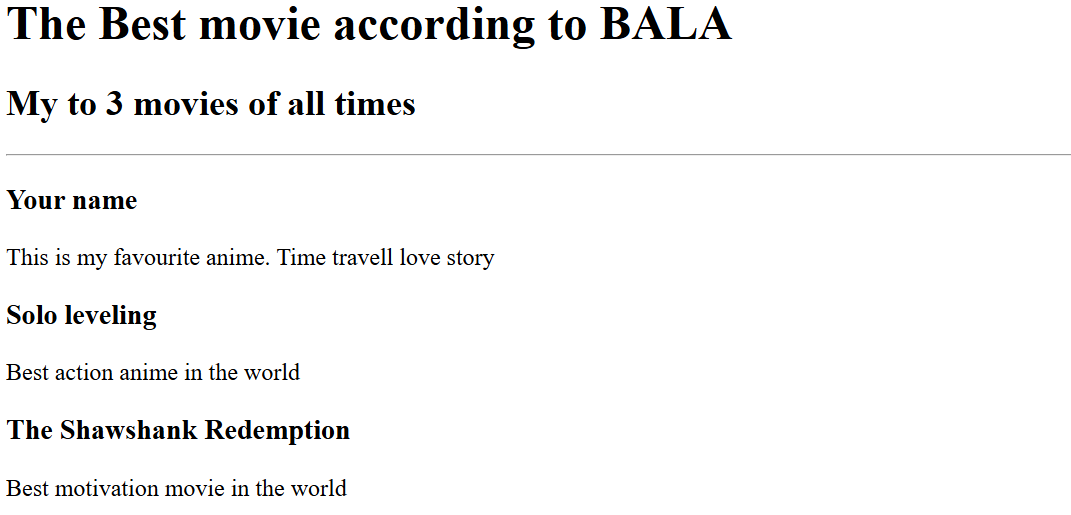 The Best movie according to BALA
My to 3 movies of all times
Your name
This is my favourite anime. Time travell love story
Solo leveling
Best action anime in the world
The Shawshank Redemption
Best motivation movie in the world